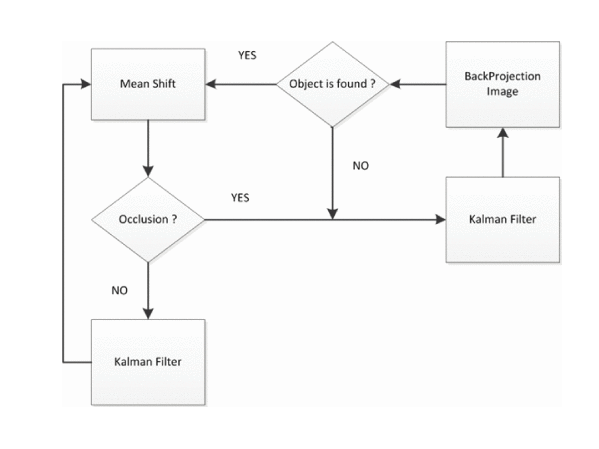 YES
Mean Shift
Object is found ?
BackProjection
Image
NO
Occlusion ?
YES
Kalman Filter
NO
Kalman Filter